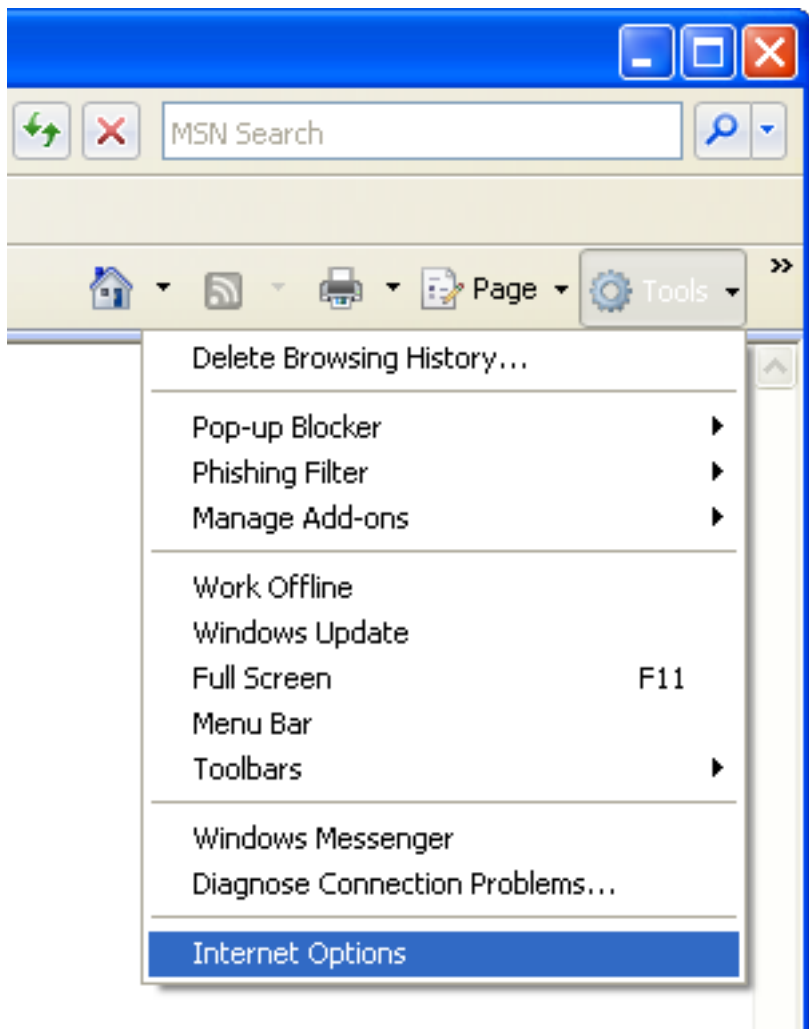 MSN Search
Page Tools
Delete Browsing History...
Pop-up Blocker
Phishing Filter
Manage Add-ons
Work Offline
Windows Update
Full Screen F11
Menu Bar
Toolbars
Windows Messenger
Diagnose Connection Problems...
Internet Options